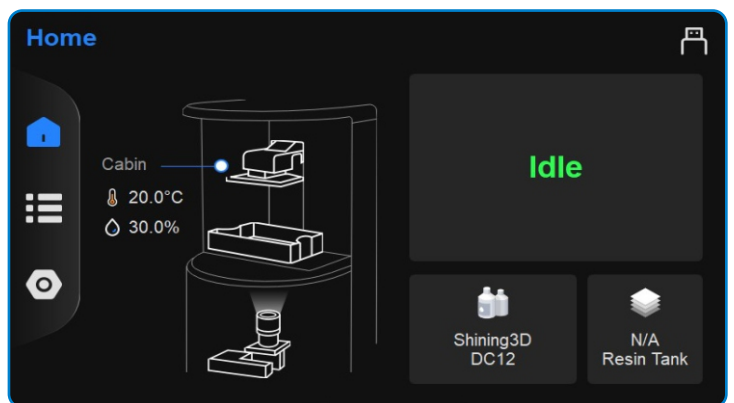 Home
Cabin
20.0°C
30.0%
Idle
Shining3D
DC12
N/A
Resin Tank